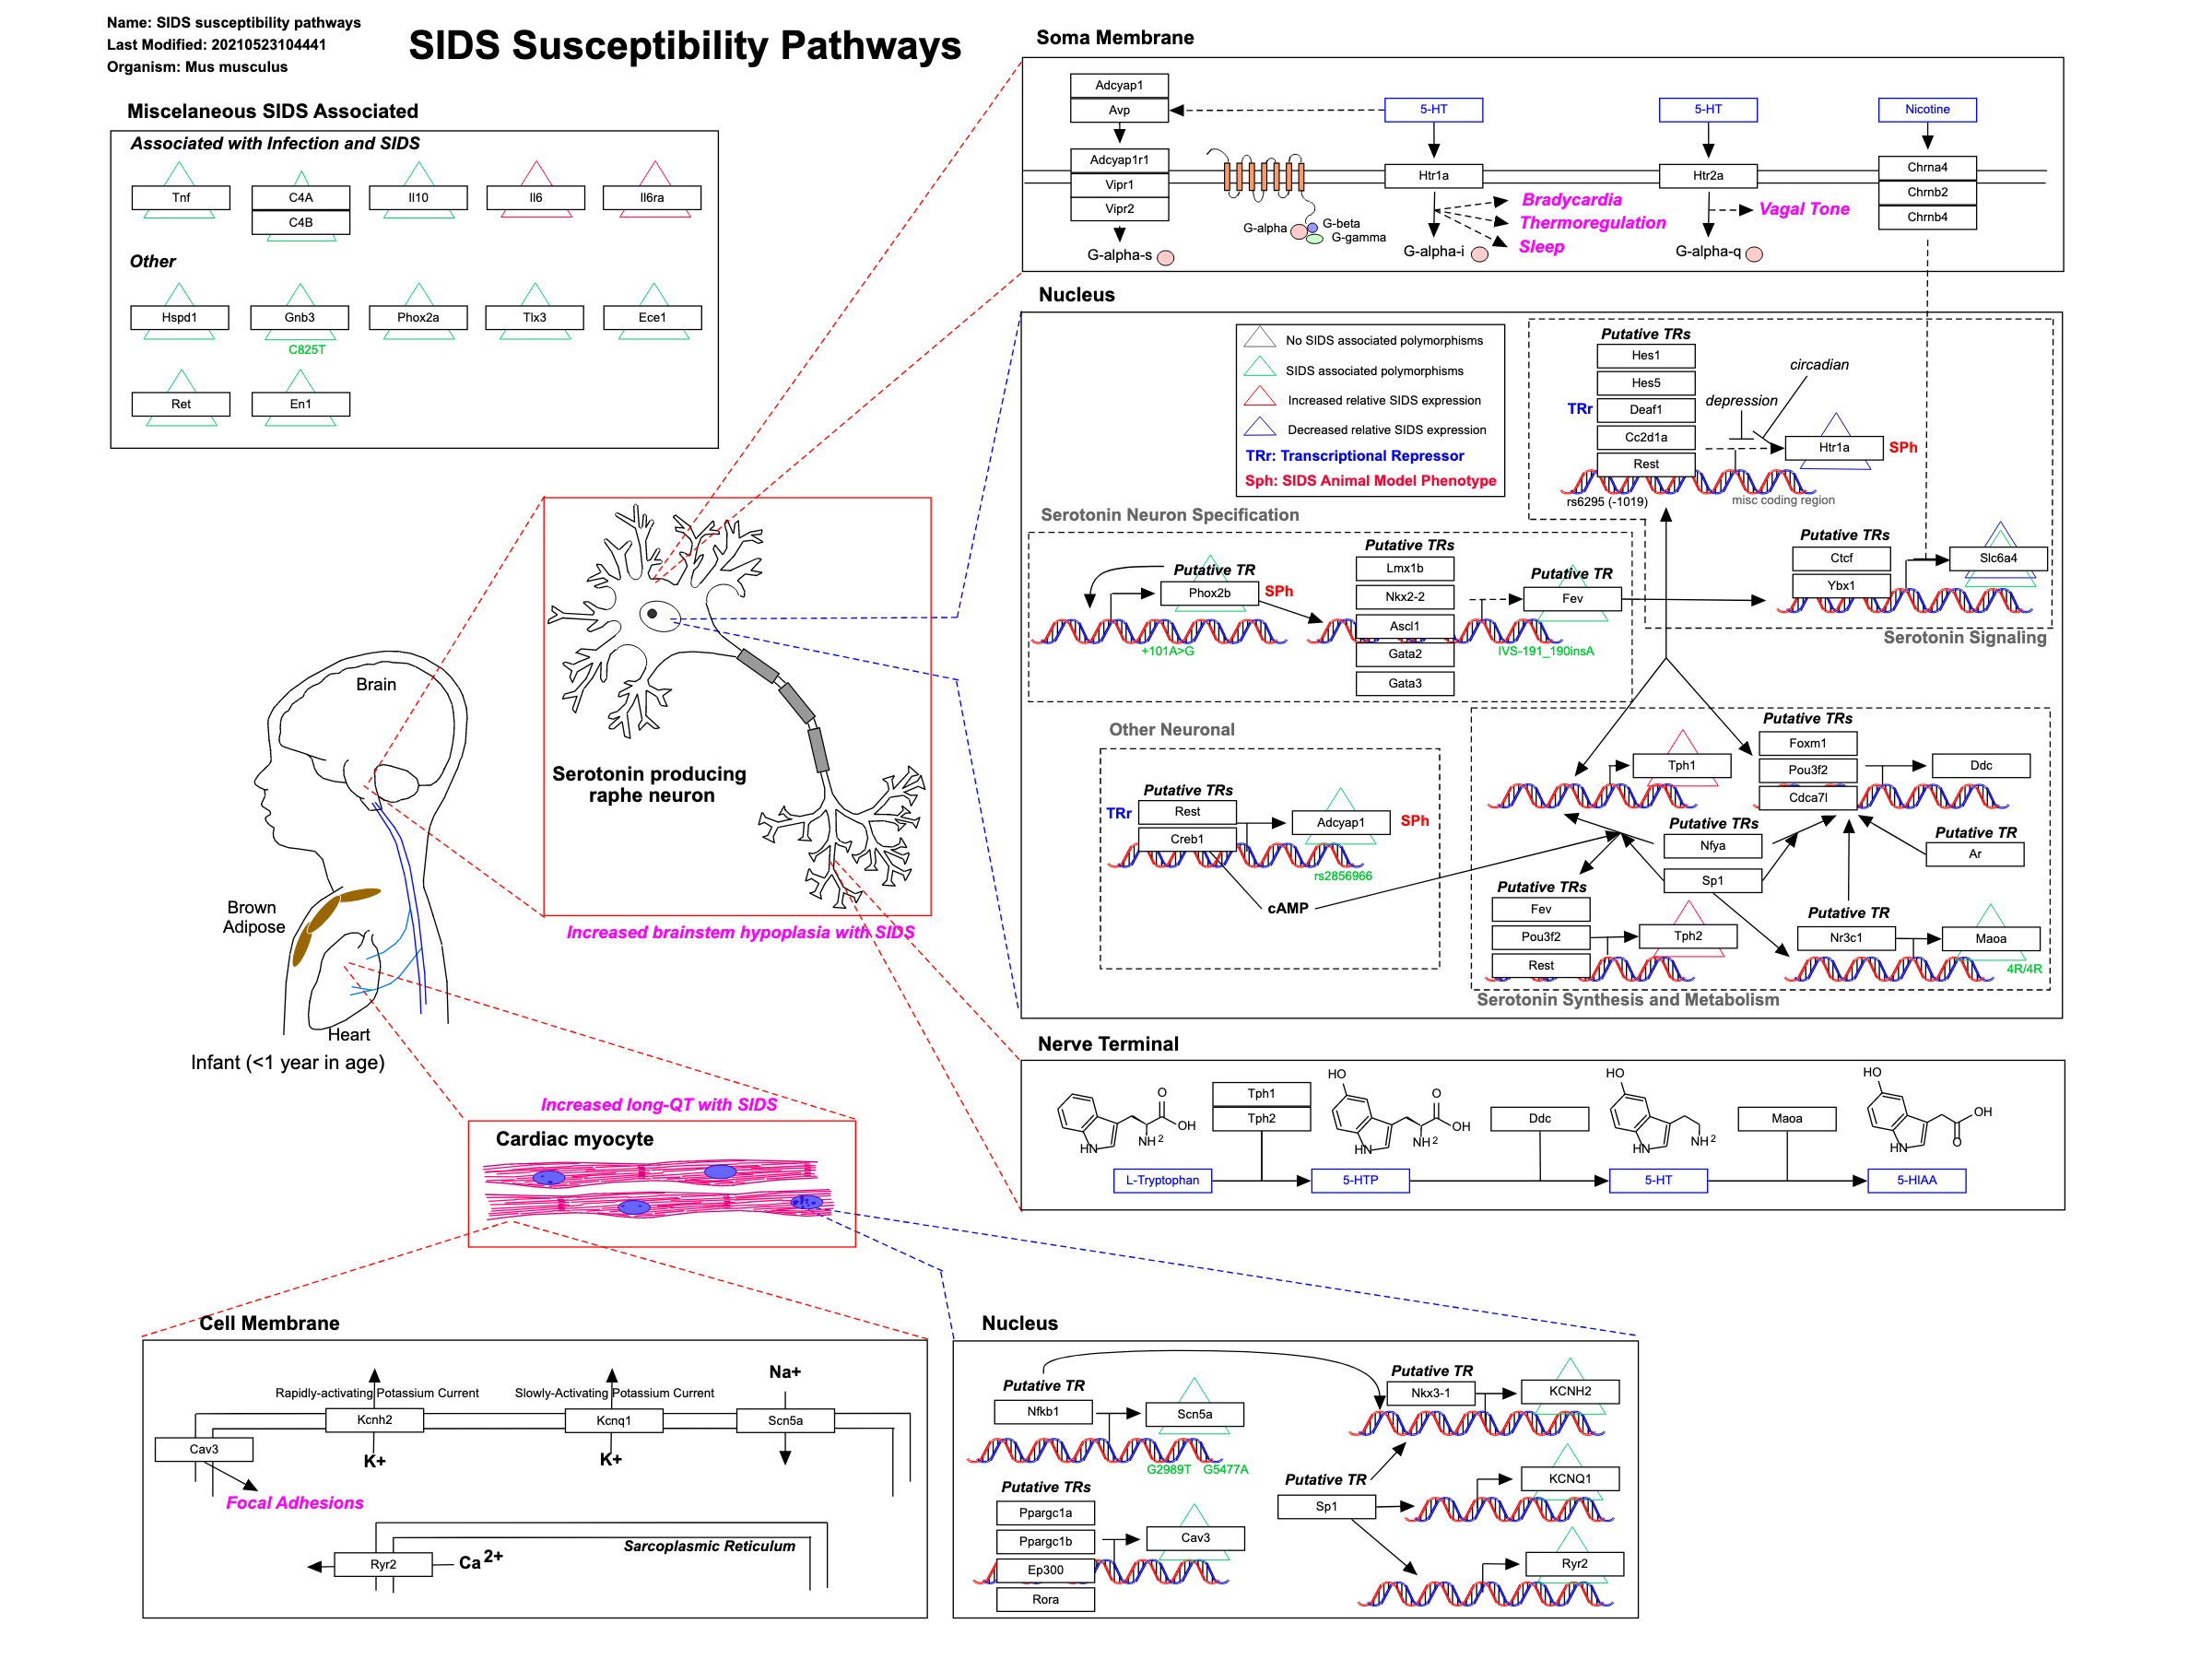 Name: SIDS susceptibility pathways
Last Modified: 20210523104441
Organism: Mus musculus
SIDS Susceptibility Pathways
Miscelaneous SIDS Associated
Associated with Infection and SIDS
Tnf
C4A
C4B
Il10
Il6
Il6ra
Other
Hspd1
Gnb3
C825T
Phox2a
Tlx3
Ece1
Ret
En1
Soma Membrane
Adcyap1
Avp
5-HT
5-HT
Nicotine
Adcyap1r1
Vipr1
Vipr2
Htr1a
Htr2a
Chrna4
Chrnb2
Chrnb4
G-alpha
G-beta
G-gamma
Bradycardia
Thermoregulation
Sleep
Vagal Tone
G-alpha-s
G-alpha-i
G-alpha-q
Nucleus
No SIDS associated polymorphisms
SIDS associated polymorphisms
Increased relative SIDS expression
Decreased relative SIDS expression
TRr: Transcriptional Repressor
Sph: SIDS Animal Model Phenotype
Putative TRs
Hes1
Hes5
TRr
Deaf1
Cc2d1a
Rest
circadian
depression
Htr1a
SPh
rs6295 (-1019)
misc coding region
Putative TRs
Ctcf
Ybx1
Slc6a4
Serotonin Signaling
Serotonin Neuron Specification
Putative TR
Phox2b
SPh
+101A>G
Putative TRs
Lmx1b
Nkx2-2
Ascl1
Gata2
Gata3
Putative TR
Fev
IVS-191_190insA
Other Neuronal
Putative TRs
TRr
Rest
Creb1
Adcyap1
SPh
rs2856966
cAMP
Tph1
Putative TRs
Foxm1
Pou3f2
Cdca7l
Ddc
Putative TRs
Nfya
Sp1
Putative TR
Ar
Putative TRs
Fev
Pou3f2
Rest
Tph2
Putative TR
Nr3c1
Maoa
4R/4R
Serotonin Synthesis and Metabolism
Serotonin producing
raphe neuron
Increased brainstem hypoplasia with SIDS
Brain
Brown
Adipose
Heart
Infant (<1 year in age)
Nerve Terminal
O
OH
NH2
HN
Tph1
Tph2
HO
O
OH
NH2
HN
Ddc
HO
NH2
HN
Maoa
HO
OH
O
HN
L-Tryptophan
5-HTP
5-HT
5-HIAA
Increased long-QT with SIDS
Cardiac myocyte
Cell Membrane
Na+
Rapidly-activating Potassium Current
Slowly-Activating Potassium Current
Kcnh2
Kcnq1
Scn5a
Cav3
K+
K+
Focal Adhesions
Sarcoplasmic Reticulum
Ryr2
Ca 2+
Nucleus
Putative TR
Nfkb1
Scn5a
G2989T
G5477A
Putative TR
Nkx3-1
KCNH2
Putative TR
Sp1
KCNQ1
Ryr2
Putative TRs
Ppargc1a
Ppargc1b
Ep300
Rora
Cav3